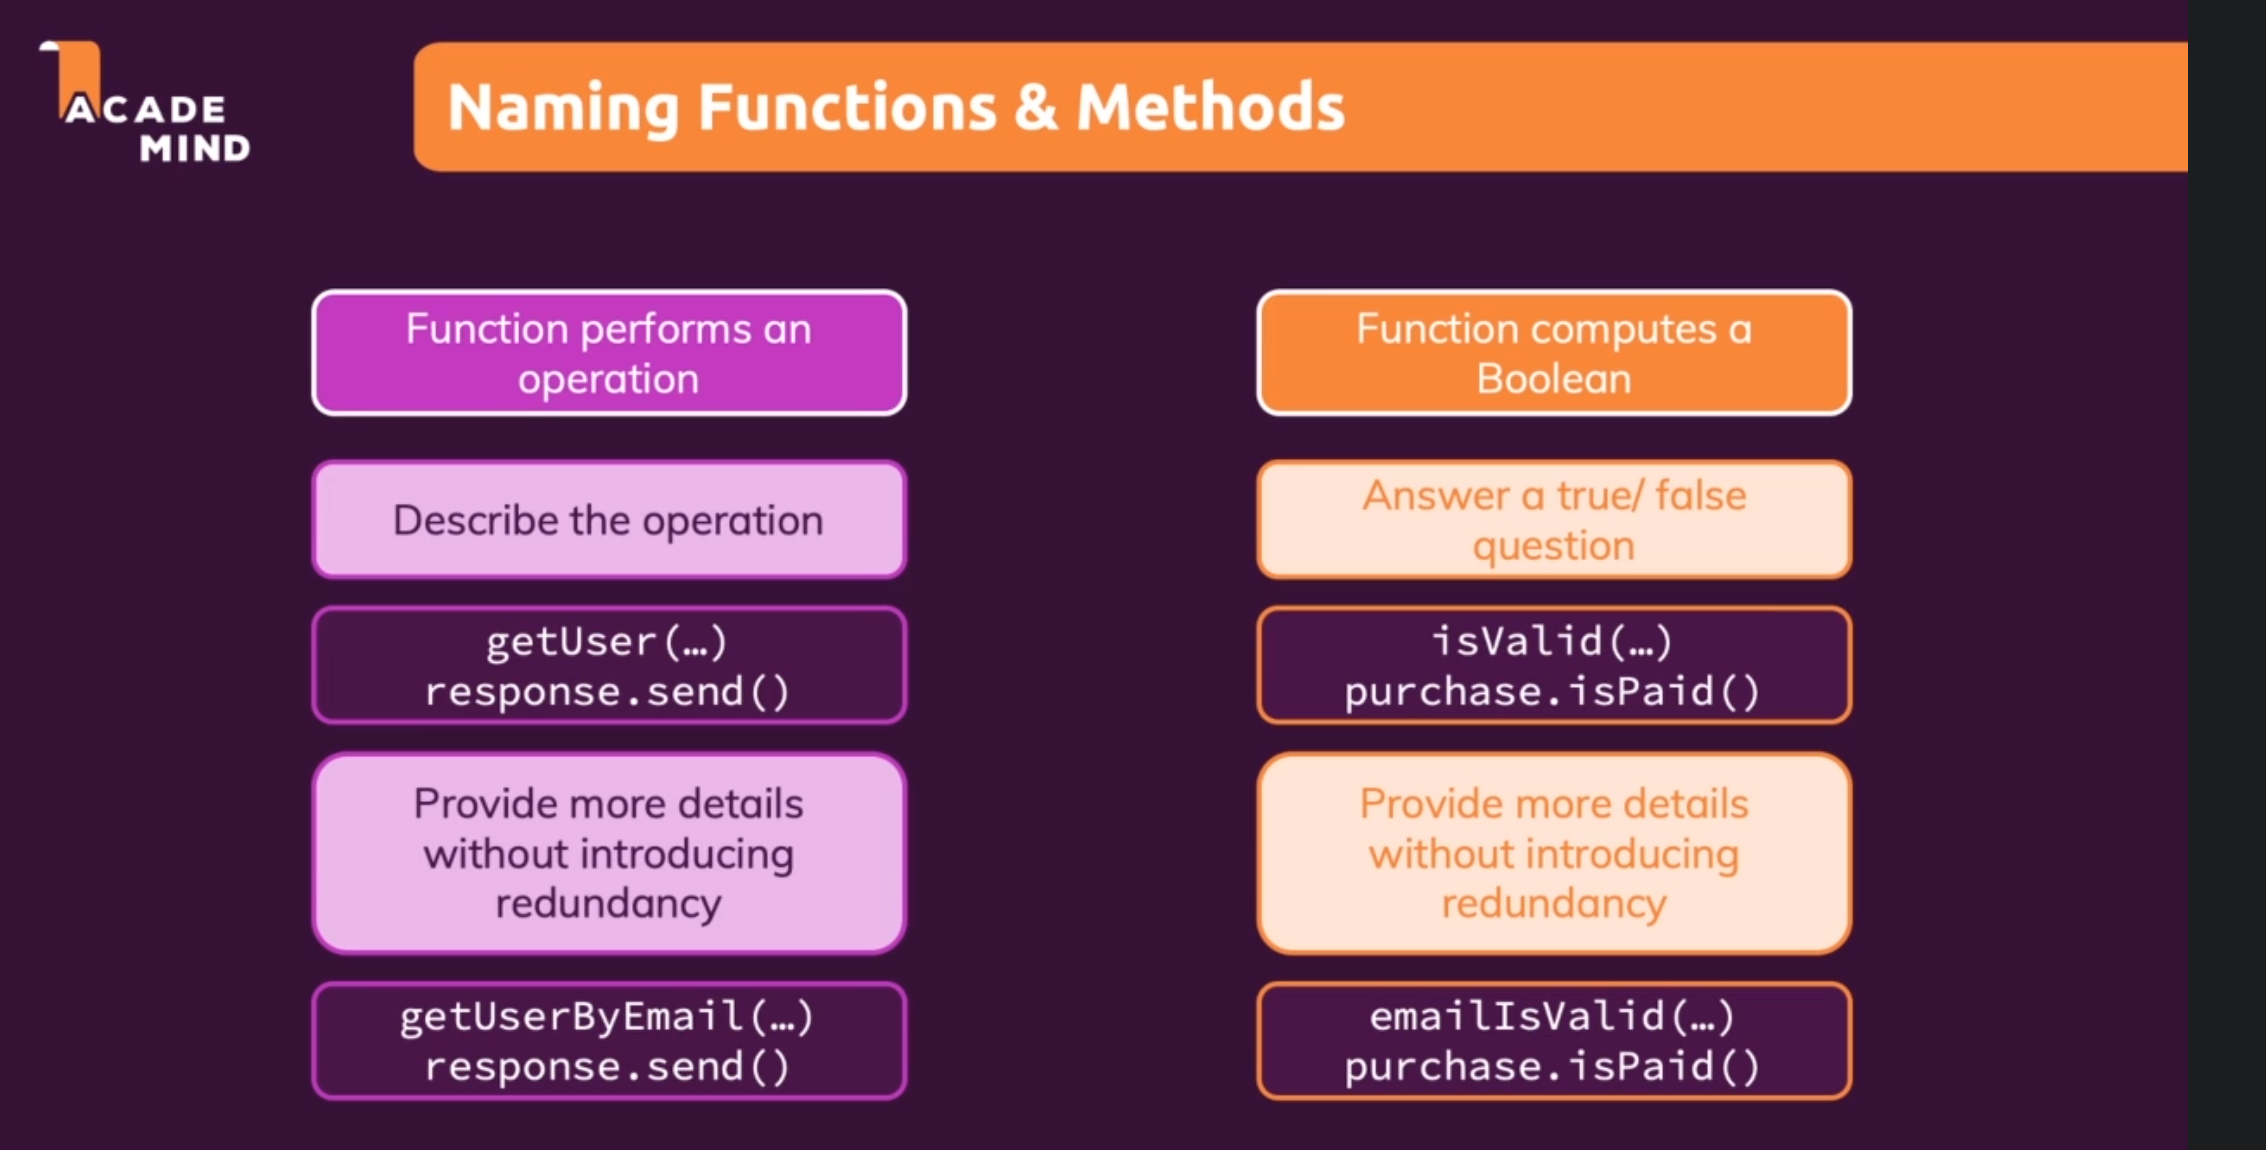 ACADE
MIND
Naming Functions & Methods
Function performs an
operation
Describe the operation
getUser(…)
response.send()
Provide more details
without introducing
redundancy
getUserByEmail(…)
response.send()
Function computes a
Boolean
Answer a true/ false
question
isValid(…)
purchase.isPaid()
Provide more details
without introducing
redundancy
emailIsValid(…)
purchase.isPaid()